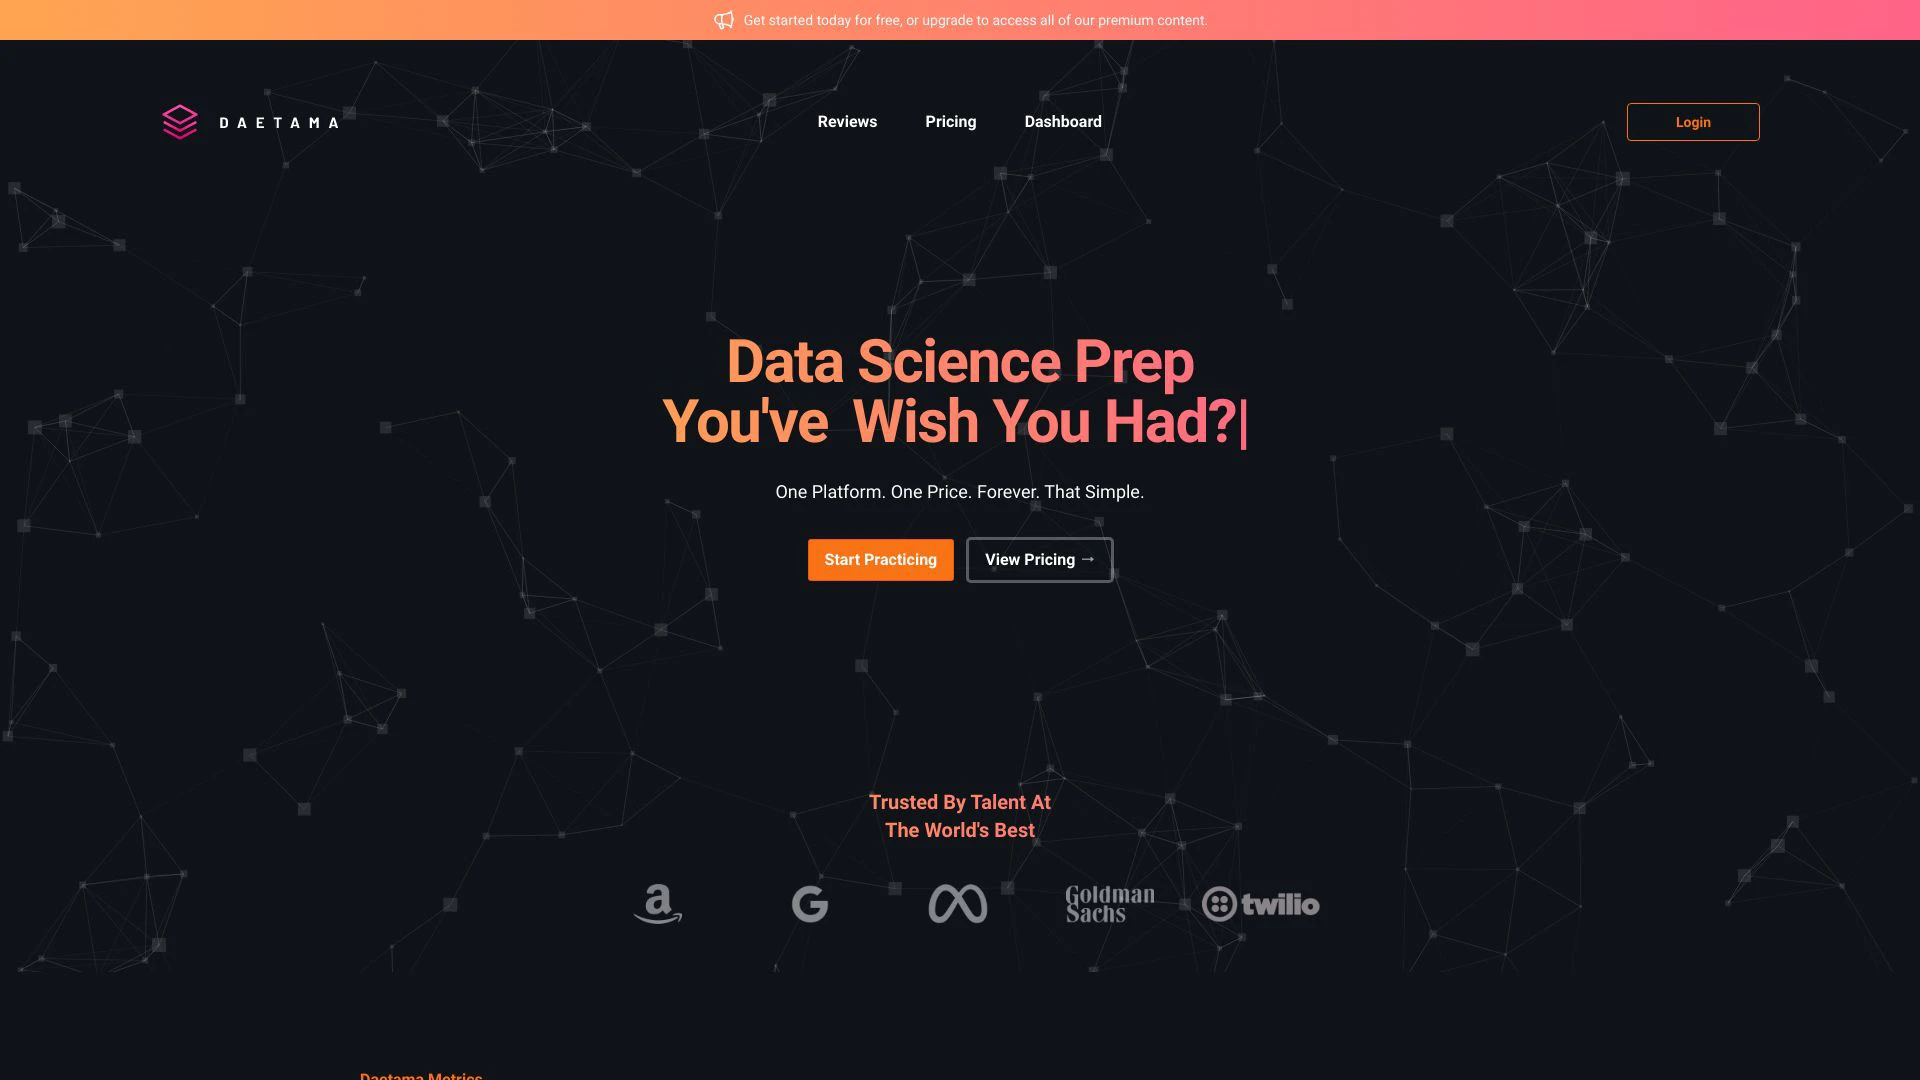 Get started today for free, or upgrade to access all of our premium content.
DAETAMA
Reviews
Pricing
Dashboard
Login
Data Science Prep
You've Wish You Had?|
One Platform. One Price. Forever. That Simple.
Start Practicing
View Pricing →
Trusted By Talent At
The World's Best
a
G
Goldman
Sachs
twilio
Daetama Metrics